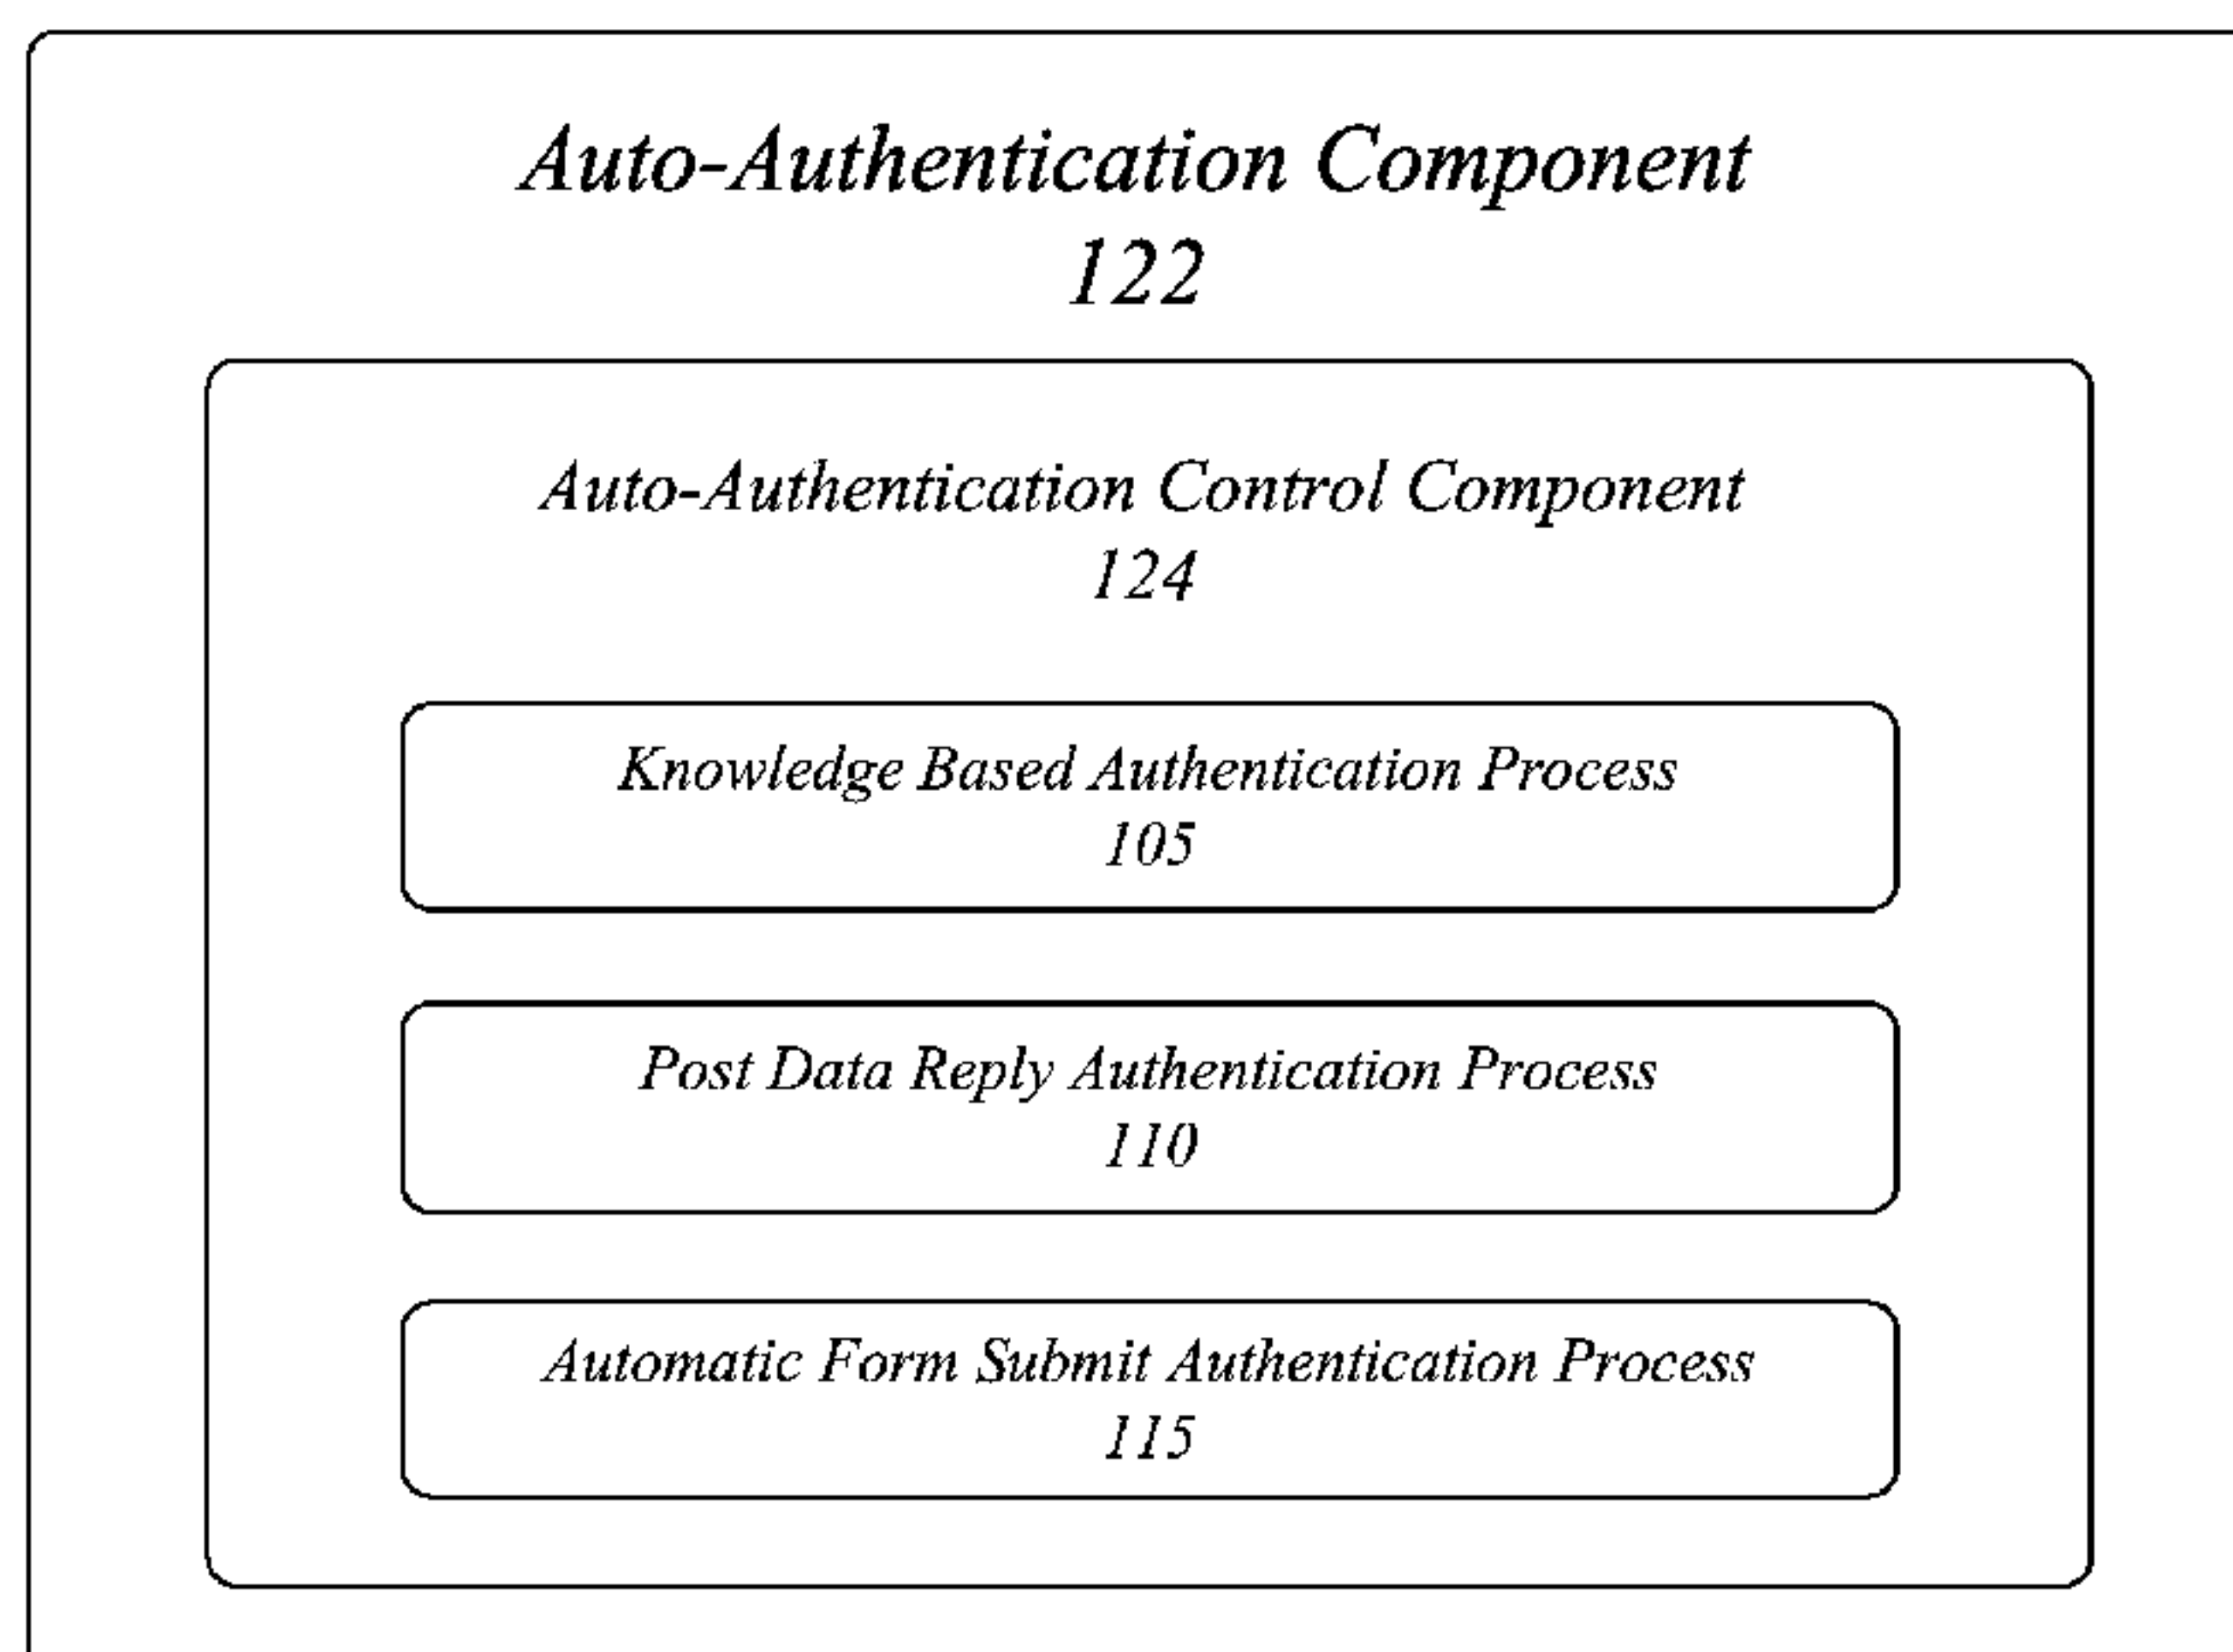 Auto-Authentication Component
122
Auto-Authentication Control Component
124
Knowledge Based Authentication Process
105
Post Data Reply Authentication Process
110
Automatic Form Submit Authentication Process
115